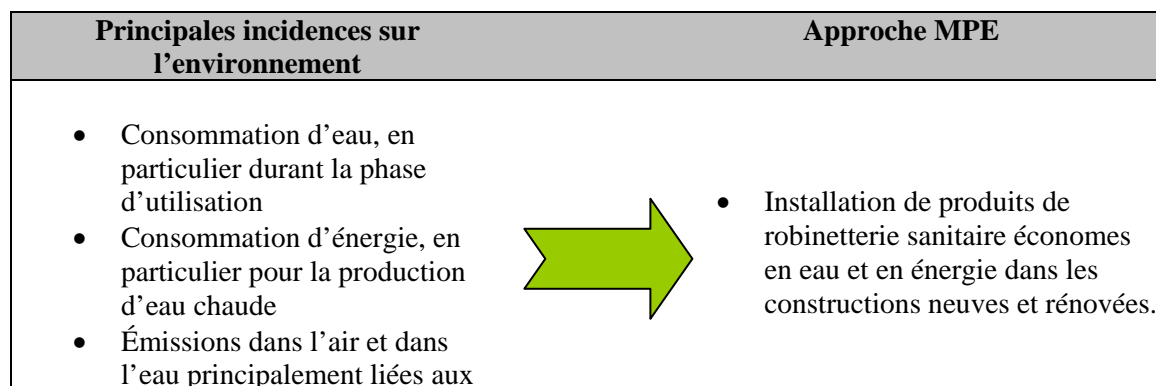 Principales incidences sur
l’environnement
Approche MPE
• Consommation d’eau, en
particulier durant la phase
d’utilisation
• Consommation d’énergie, en
particulier pour la production
d’eau chaude
• Émissions dans l’air et dans
l’eau principalement liées aux
• Installation de produits de
robinetterie sanitaire économes
en eau et en énergie dans les
constructions neuves et rénovées.